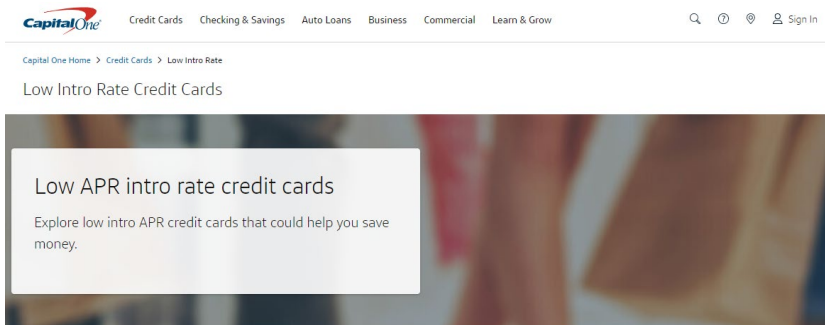 Capital One Credit Cards Checking & Savings Auto Loans Business Commercial Learn & Grow Sign In
Capital One Home > Credit Cards > Low Intro Rate
Low Intro Rate Credit Cards
Low APR intro rate credit cards
Explore low intro APR credit cards that could help you save
money.